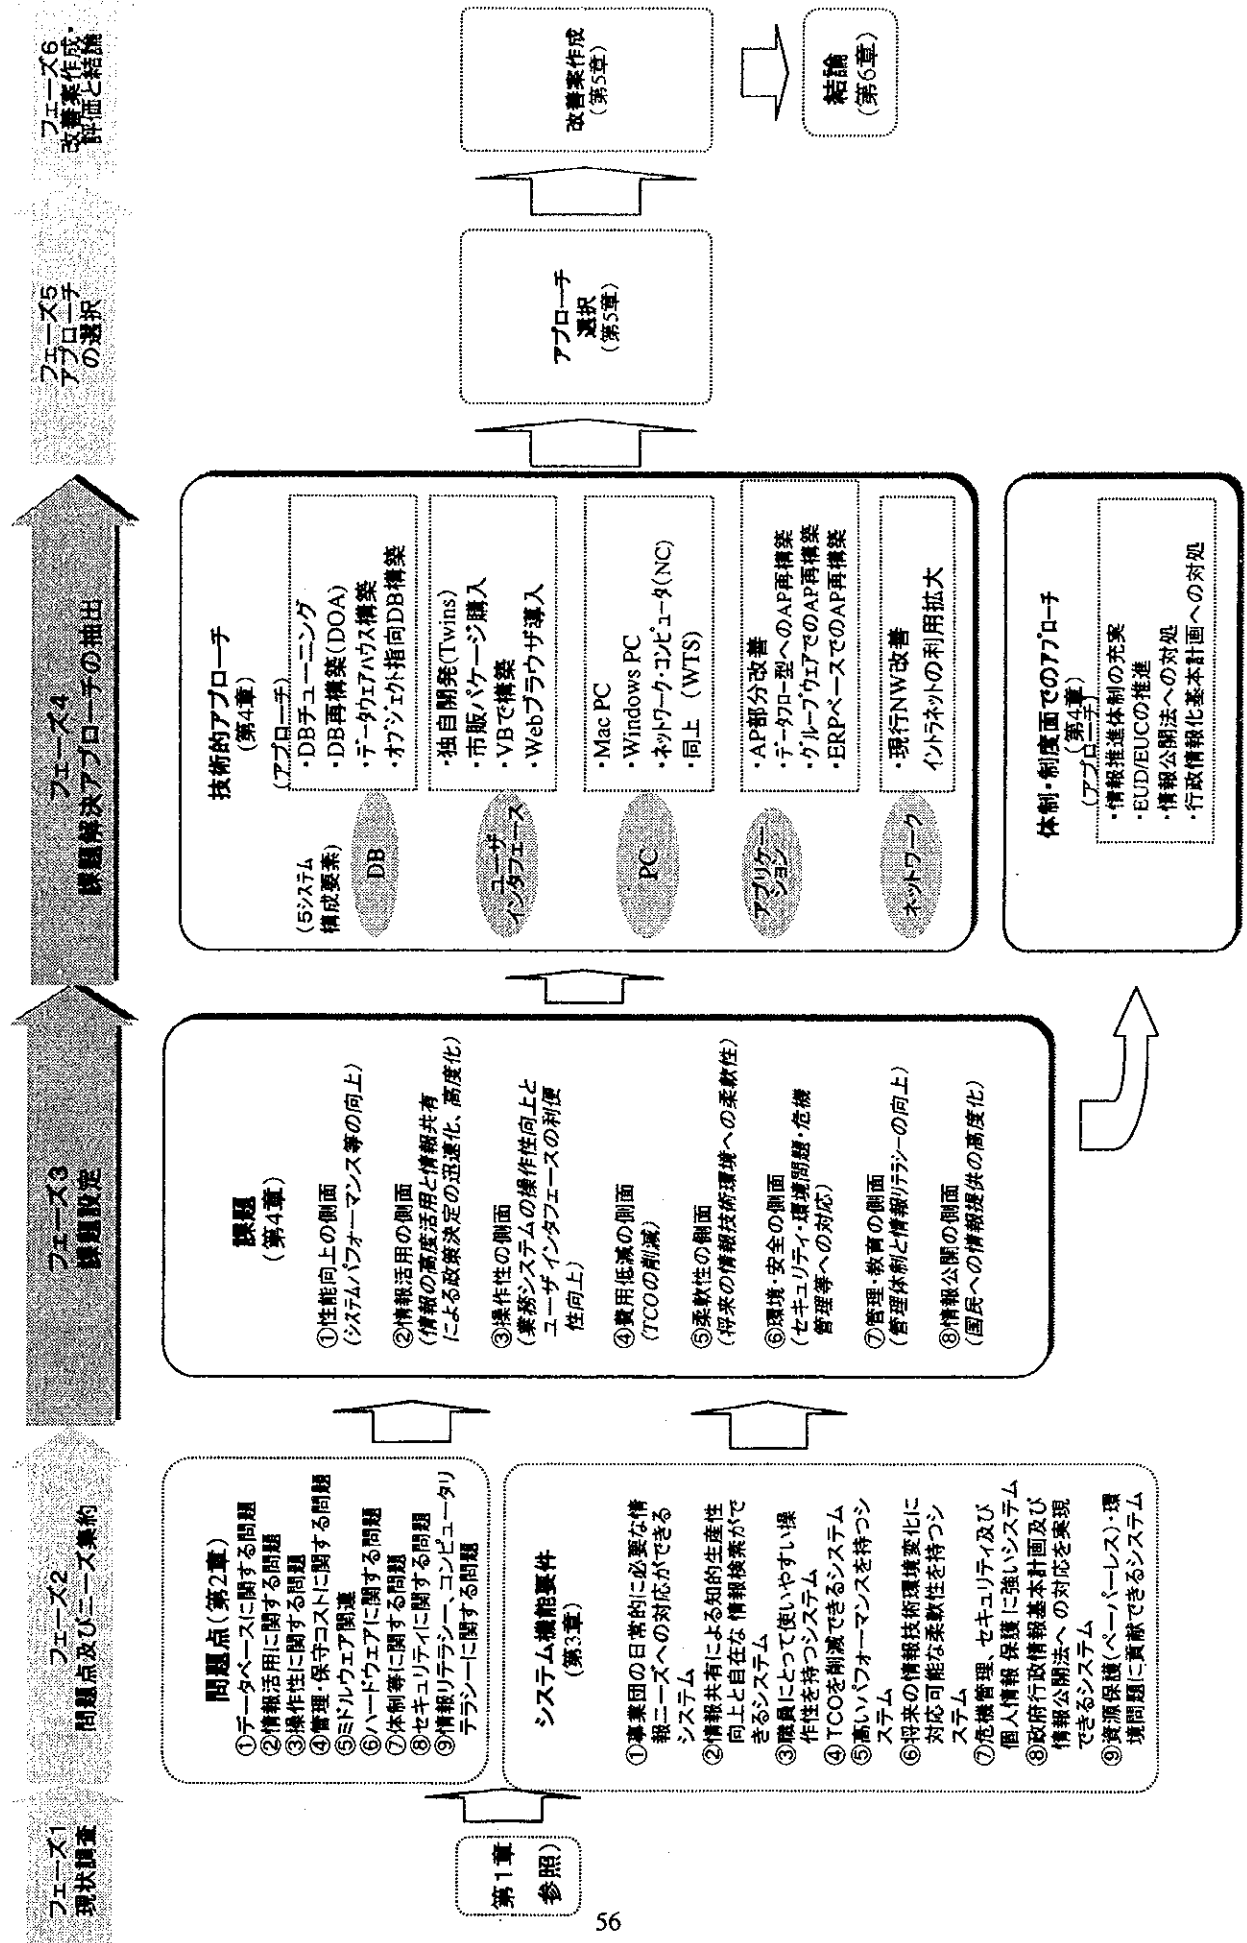 フェーズ1
現状調査
フェーズ2
問題点及びニーズ集約
フェーズ3
課題設定
フェーズ4
課題解決アプローチの抽出
フェーズ5
アプローチ
の選択
フェーズ6
改善案作成・
評価と結論
第1章
参照)
問題点(第2章)
①データベースに関する問題
②情報活用に関する問題
③操作性に関する問題
④管理・保守コストに関する問題
⑤ミドルウェア関連
⑥ハードウェアに関する問題
⑦体制等に関する問題
⑧セキュリティに関する問題
⑨情報リテラシー、コンピュータリ
テラシーに関する問題
システム機能要件
(第3章)
①事業団の日常的に必要な情
報ニーズへの対応ができる
システム
②情報共有による知的生産性
向上と自在な 情報検索がで
きるシステム
③職員にとって使いやすい操
作性を持つシステム
④TCOを削減できるシステム
⑤高いパフォーマンスを持つシ
ステム
⑥将来の情報技術環境変化に
対応可能な柔軟性を持つシ
ステム
⑦危機管理、セキュリティ及び
個人情報 保護 に強いシステム
⑧政府行政情報基本計画及び
情報公開法へ の対応を実現
できるシステム
⑨資源保護(ペーパーレス)・環
境問題に貢献できるシステム
課題
(第4章)
①性能向上の側面
(システムパフォーマンス等の向上)
②情報活用の側面
(情報の高度活用と情報共有
による政策決定の迅速化、高度化)
③操作性の側面
(業務システムの操作性向上と
ユーザインタフェースの利便
性向上)
④費用低減の側面
(TCOの削減)
⑤柔軟性の側面
(将来の情報技術環境への柔軟性)
⑥環境・安全の側面
(セキュリティ・環境問題・危機
管理等への対応)
⑦管理・教育の側面
(管理体制と情報リテラシーの向上)
⑧情報公開の側面
(国民への情報提供の高度化)
技術的アプローチ
(第4章)
(5システム
構成要素)
(アプローチ)
DB
・DBチューニング
・DB再構築(DOA)
・データウェアハウス構築
・オブジェクト指向DB構築
ユーザ
インタフェース
・独自開発(Twins)
・市販パケージ購入
・VBで構築
・Webブラウザ導入
PC
・Mac PC
・Windows PC
・ネットワーク・コンピュータ(NC)
・同上 (WTS)
アプリケー
ション
・AP部分改善
・データフロー型へのAP再構築
・グループウェアでのAP再構築
・ERPベースでのAP再構築
ネットワーク
・現行NW改善
イントラネットの利用拡大
体制・制度面でのアプローチ
(第4章)
(アプローチ)
・情報推進体制の充実
・EUD/EUCの推進
・情報公開法への対処
・行政情報化基本計画への対処
アプローチ
選択
(第5章)
改善案作成
(第5章)
結論
(第6章)
56